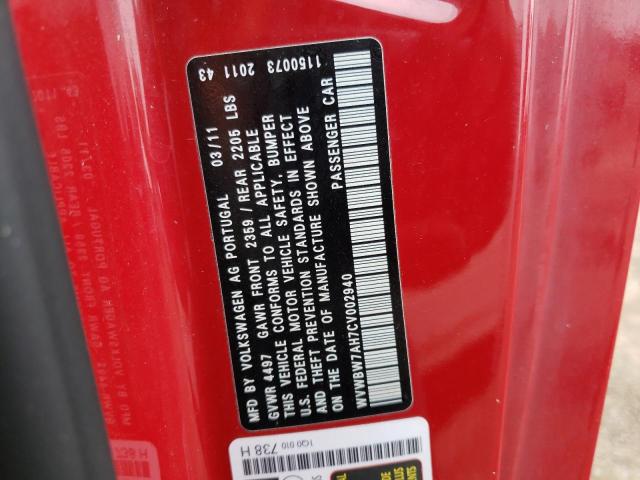 MFD BY VOLKSWAGEN AG PORTUGAL 03/11
GVWR 4497 GAWR FRONT 2359 / REAR 2205 LBS
THIS VEHICLE CONFORMS TO ALL APPLICABLE
U.S. FEDERAL MOTOR VEHICLE SAFETY, BUMPER
AND THEFT PREVENTION STANDARDS IN EFFECT
ON THE DATE OF MANUFACTURE SHOWN ABOVE
WVWBW7AH7CV002940 PASSENGER CAR
1150073 2011 43
1Q0 010 738 H